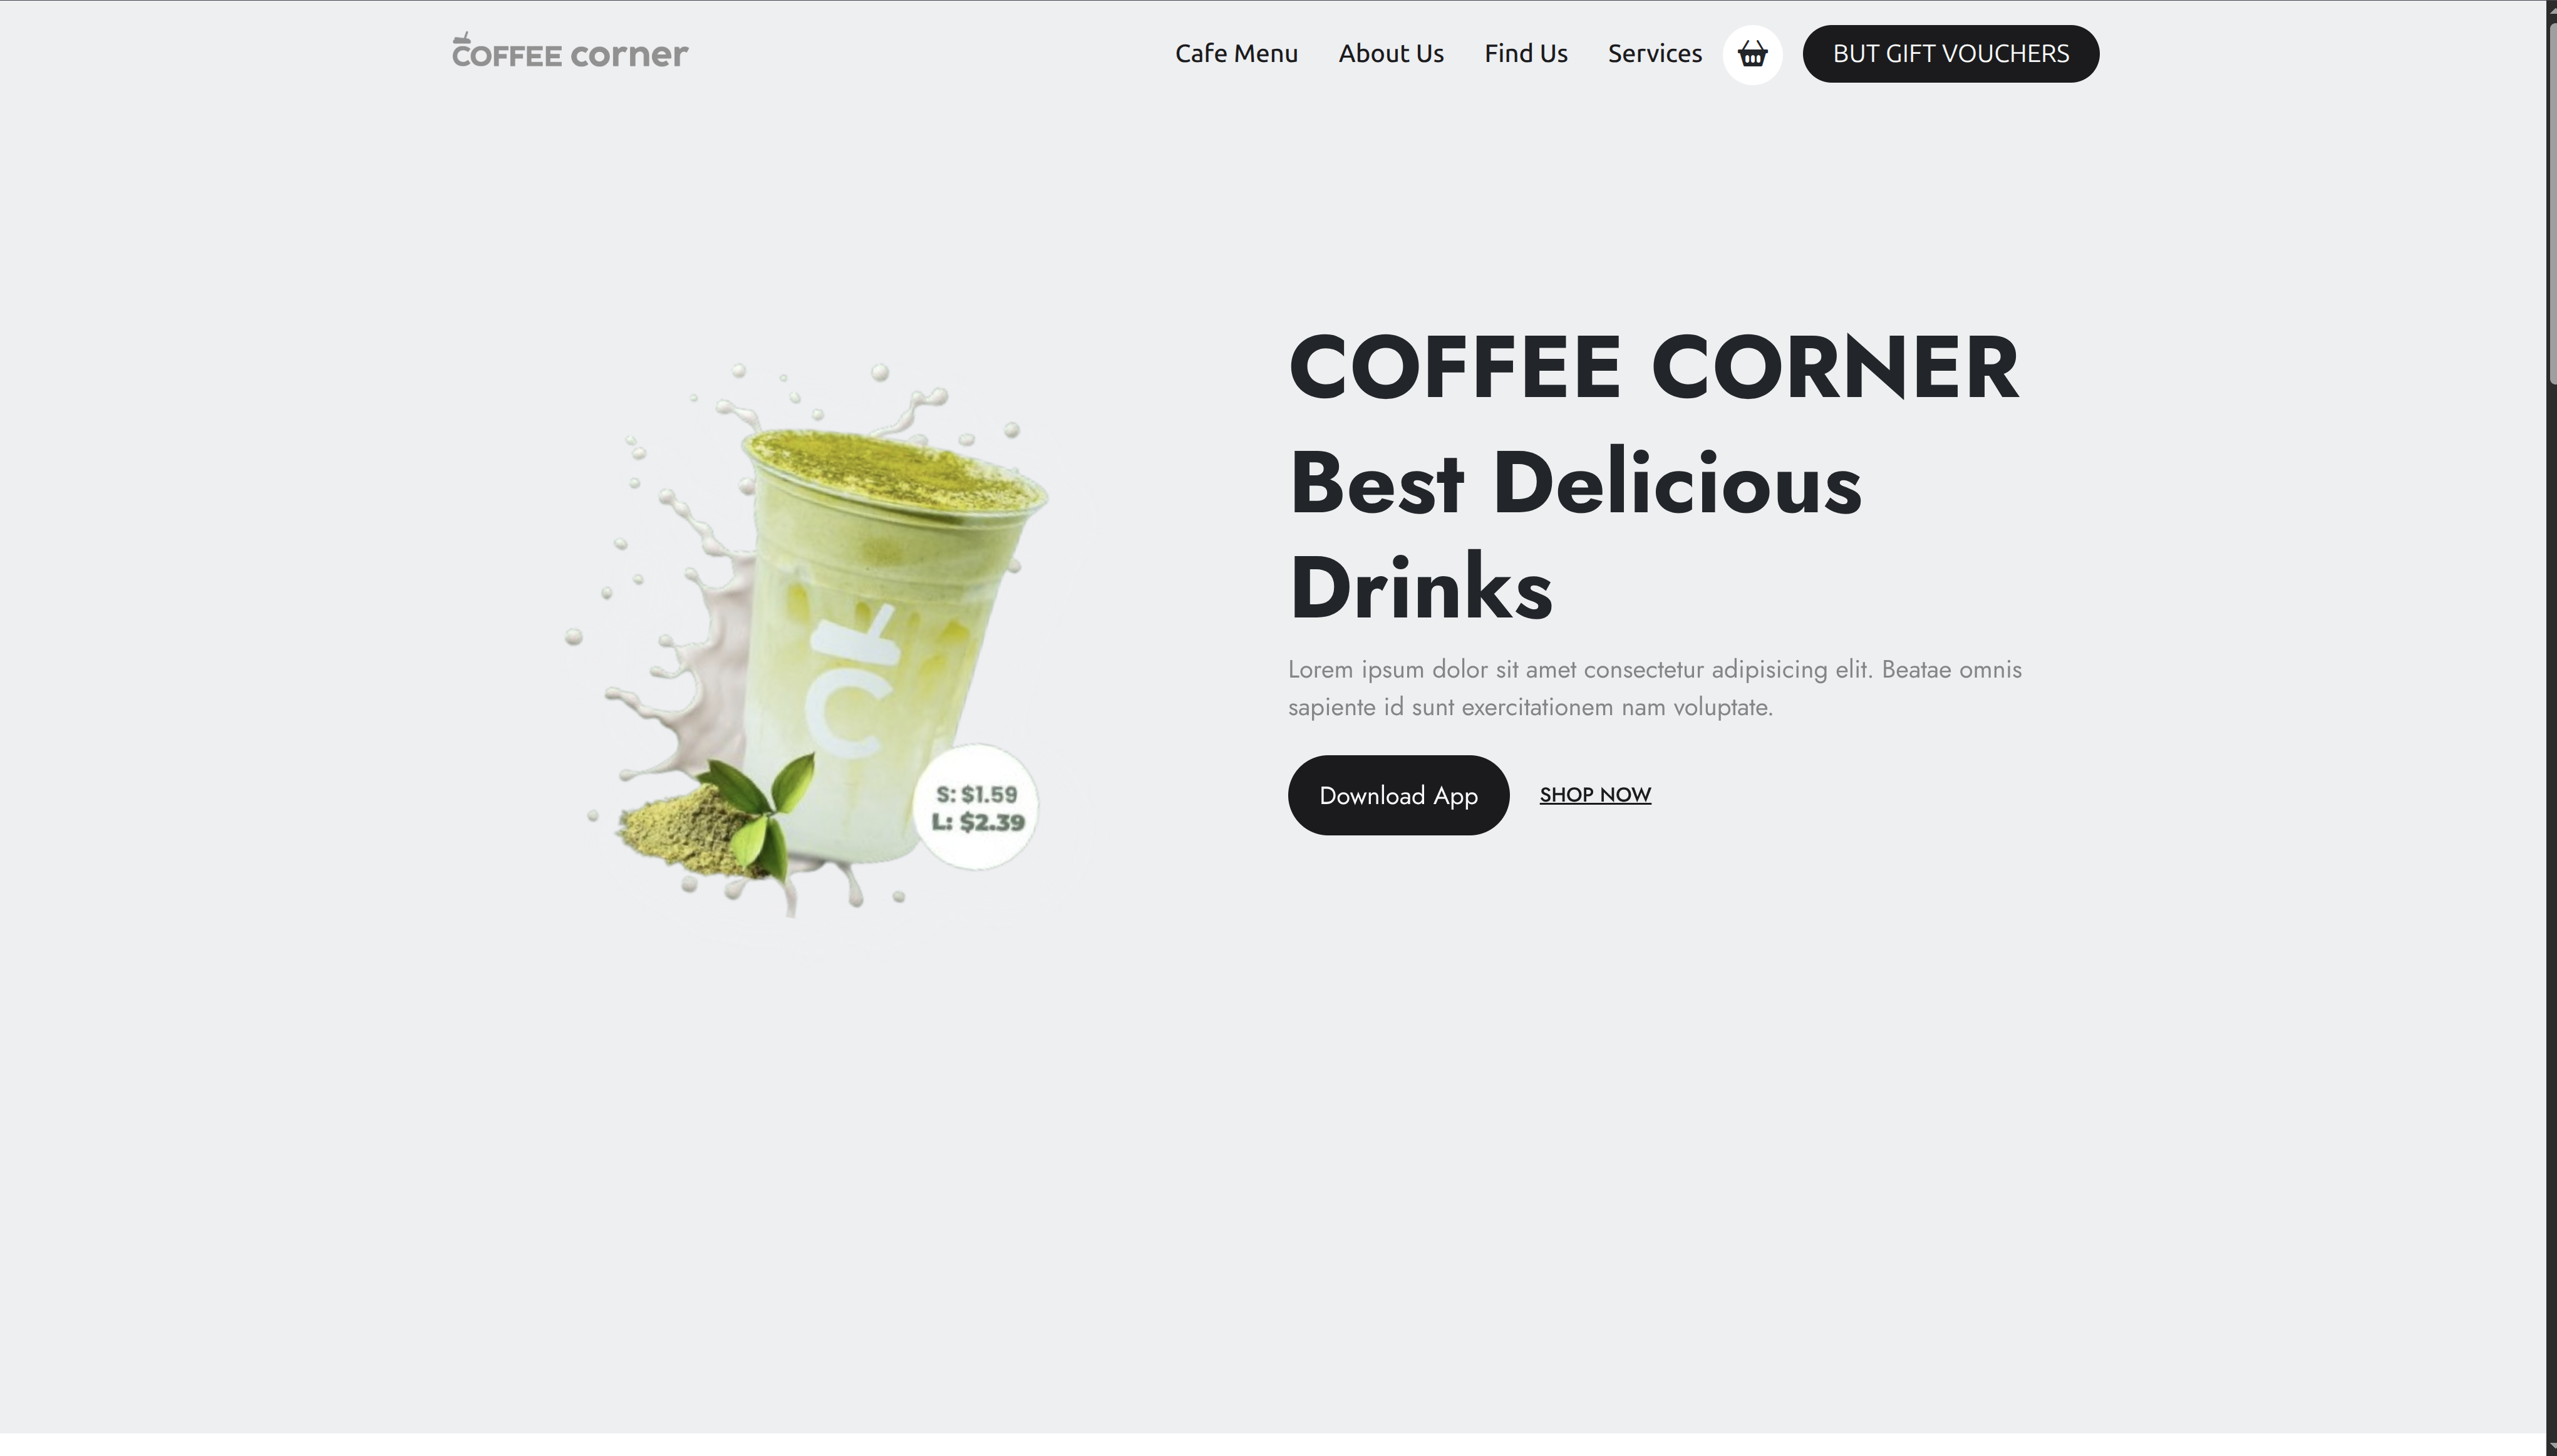 COFFEE corner
Cafe Menu
About Us
Find Us
Services
BUT GIFT VOUCHERS
COFFEE CORNER
Best Delicious
Drinks
Lorem ipsum dolor sit amet consectetur adipisicing elit. Beatae omnis
sapiente id sunt exercitationem nam voluptate.
Download App
SHOP NOW
C
S: $1.59
L: $2.39